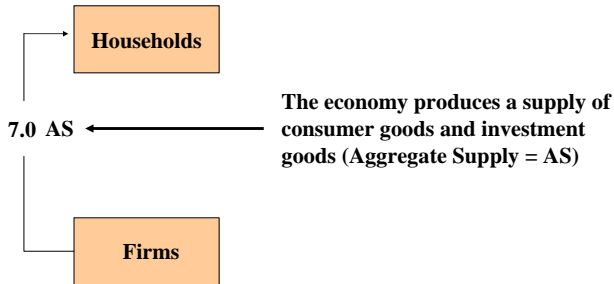 Households
7.0 AS
The economy produces a supply of
consumer goods and investment
goods (Aggregate Supply = AS)
Firms